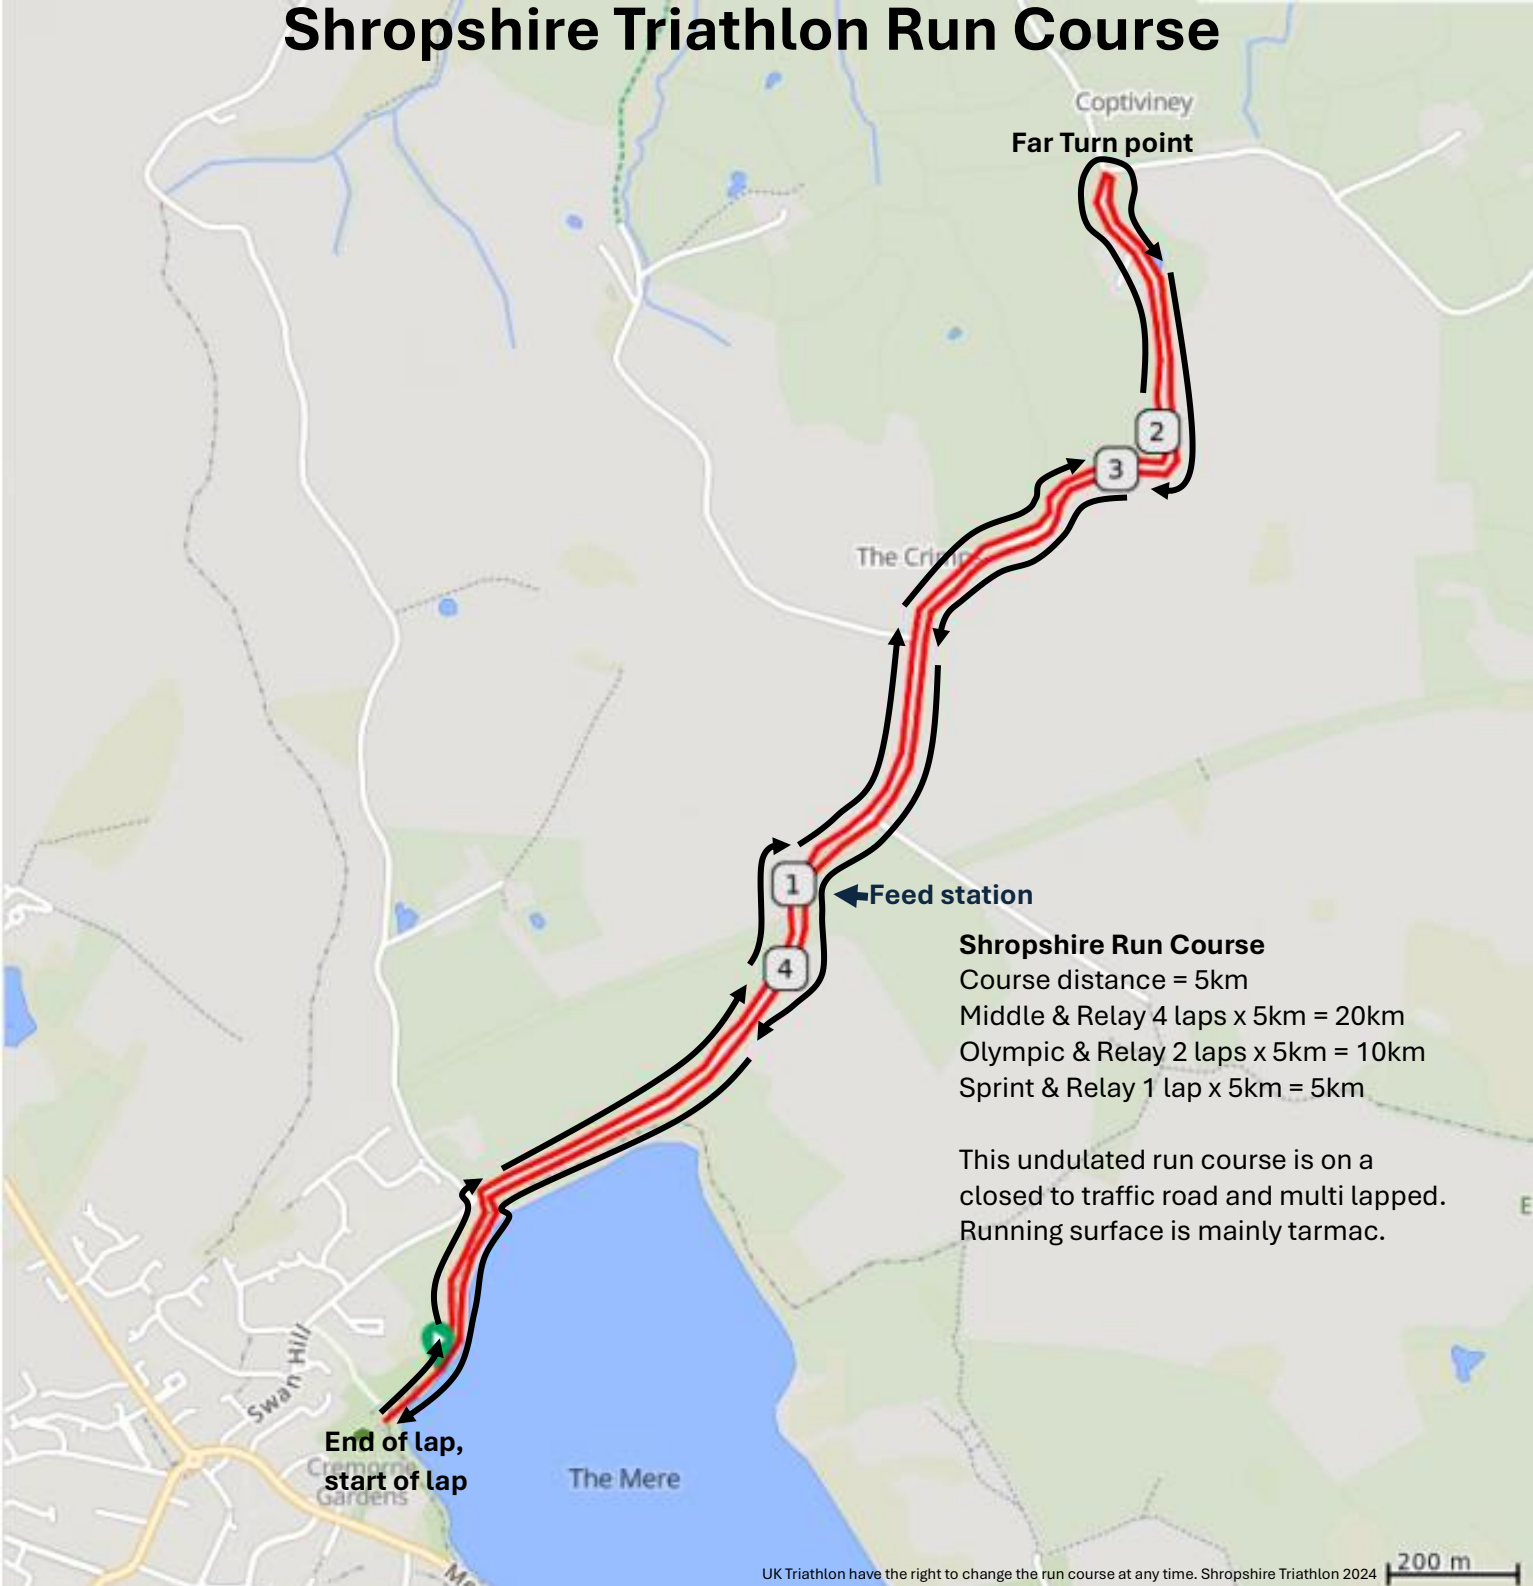 Shropshire Triathlon Run Course
Coptiviney
Far Turn point
2
3
The Crimps
1
Feed station
4
Shropshire Run Course
Course distance = 5km
Middle & Relay 4 laps x 5km = 20km
Olympic & Relay 2 laps x 5km = 10km
Sprint & Relay 1 lap x 5km = 5km
This undulated run course is on a
closed to traffic road and multi lapped.
Running surface is mainly tarmac.
E
Swan Hill
End of lap,
start of lap
Cremorne
Gardens
The Mere
Me
200 m
UK Triathlon have the right to change the run course at any time. Shropshire Triathlon 2024